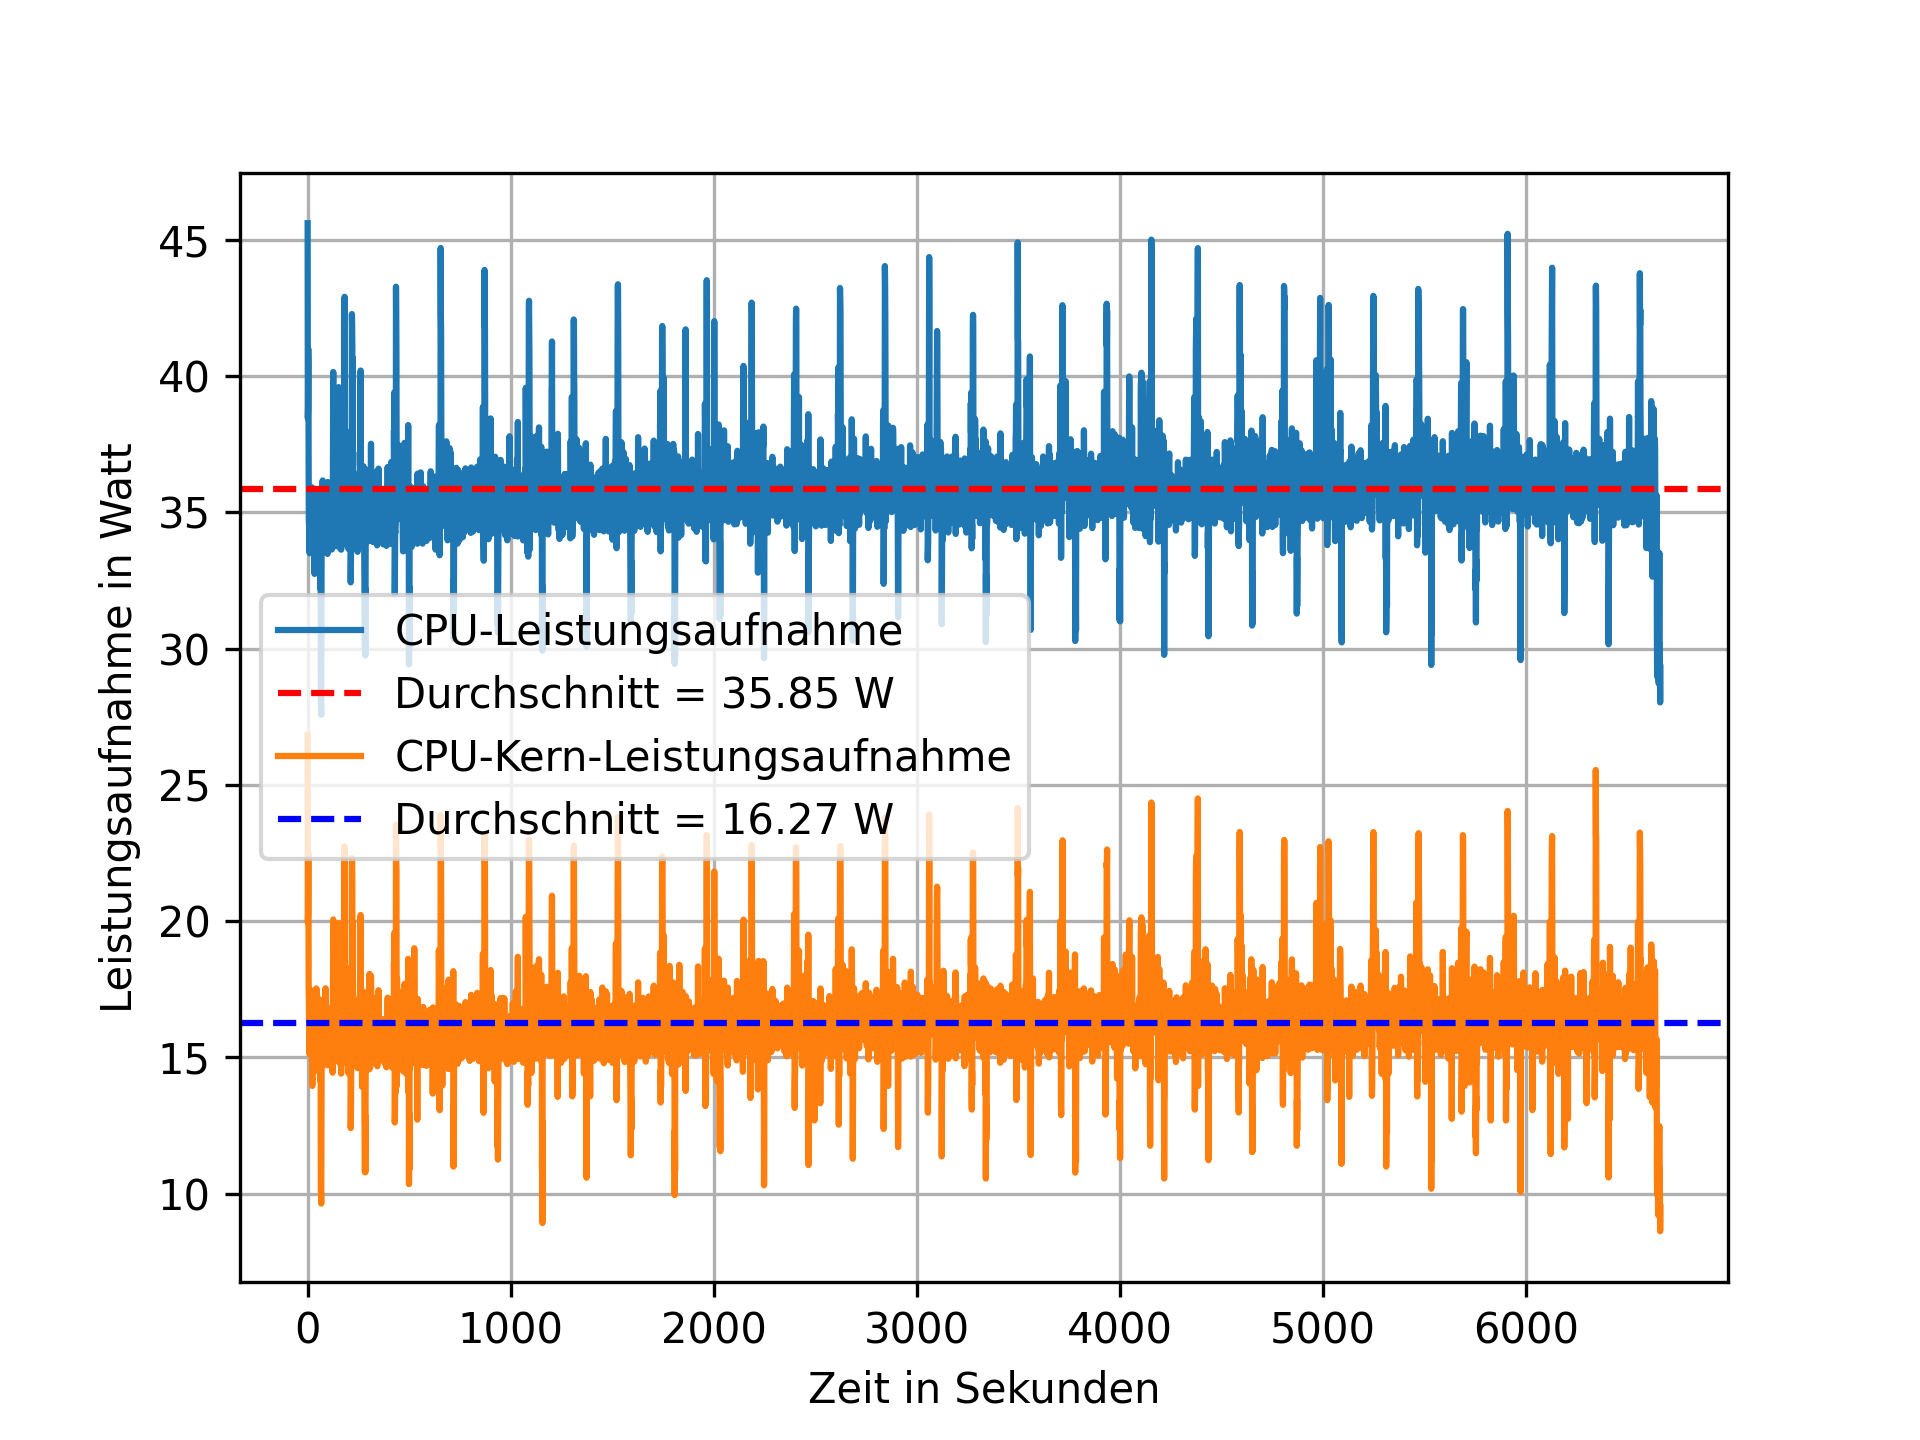 45
40
35
30
25
20
15
10
Leistungsaufnahme in Watt
CPU-Leistungsaufnahme
Durchschnitt = 35.85 W
CPU-Kern-Leistungsaufnahme
Durchschnitt = 16.27 W
0 1000 2000 3000 4000 5000 6000
Zeit in Sekunden